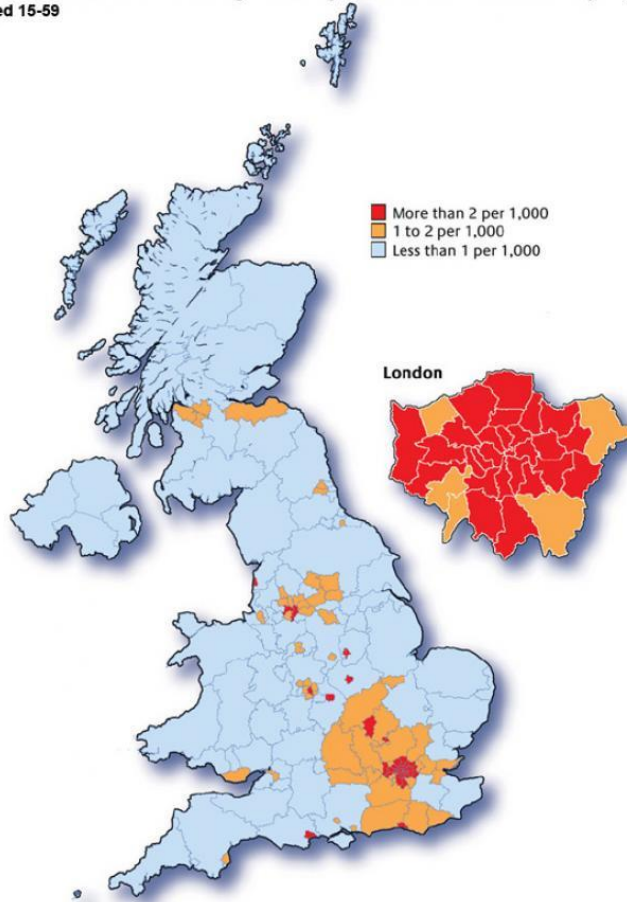 ed 15-59
More than 2 per 1,000
1 to 2 per 1,000
Less than 1 per 1,000
London